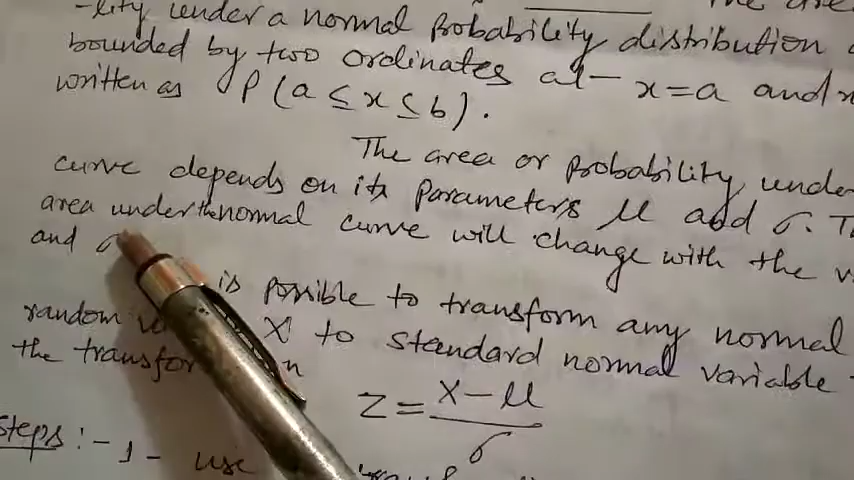 -lity under a normal Probability distribution
bounded by two ordinates at x=a and
written as P(a ≤ x ≤ b).
The area or probability under
curve depends on its parameters μ and σ. The
area under the normal curve will change with the
and σ
is possible to transform any normal
random X to standard normal variable
the transfor n
Z = X-μ
σ
Steps :- 1 - use